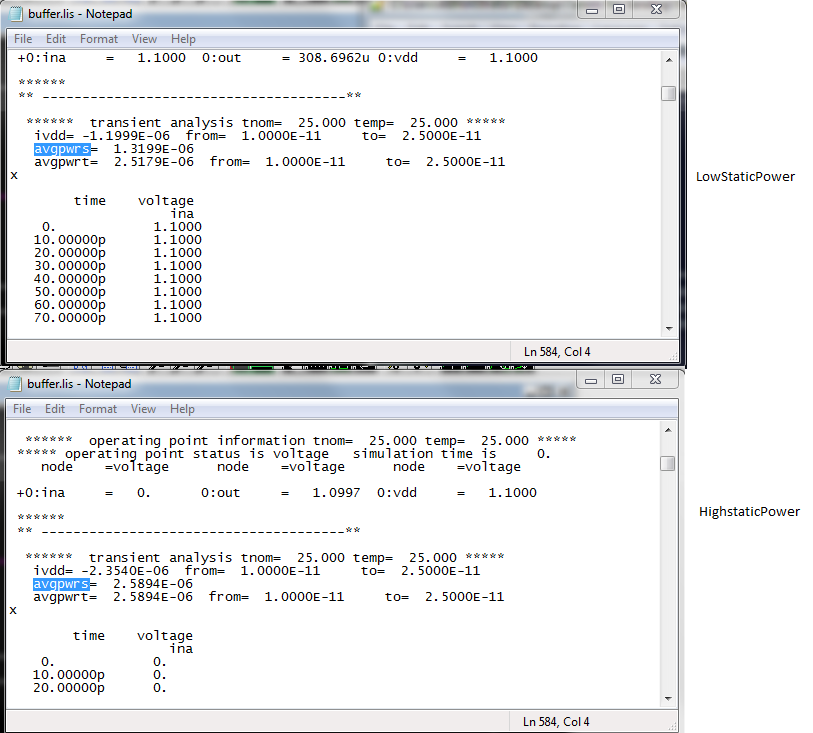 buffer.lis - Notepad
File Edit Format View Help
+0:ina = 1.1000 0:out = 308.6962u 0:vdd = 1.1000
******
** --------------------------------------**
****** transient analysis tnom= 25.000 temp= 25.000 *****
ivdd= -1.1999E-06 from= 1.0000E-11 to= 2.5000E-11
avgpwrs= 1.3199E-06
avgpwrt= 2.5179E-06 from= 1.0000E-11 to= 2.5000E-11
x
time voltage
ina
0. 1.1000
10.00000p 1.1000
20.00000p 1.1000
30.00000p 1.1000
40.00000p 1.1000
50.00000p 1.1000
60.00000p 1.1000
70.00000p 1.1000
Ln 584, Col 4
LowStaticPower
buffer.lis - Notepad
File Edit Format View Help
****** operating point information tnom= 25.000 temp= 25.000 *****
***** operating point status is voltage simulation time is 0.
node =voltage node =voltage node =voltage
+0:ina = 0. 0:out = 1.0997 0:vdd = 1.1000
******
** --------------------------------------**
****** transient analysis tnom= 25.000 temp= 25.000 *****
ivdd= -2.3540E-06 from= 1.0000E-11 to= 2.5000E-11
avgpwrs= 2.5894E-06
avgpwrt= 2.5894E-06 from= 1.0000E-11 to= 2.5000E-11
x
time voltage
ina
0. 0.
10.00000p 0.
20.00000p 0.
Ln 584, Col 4
HighstaticPower